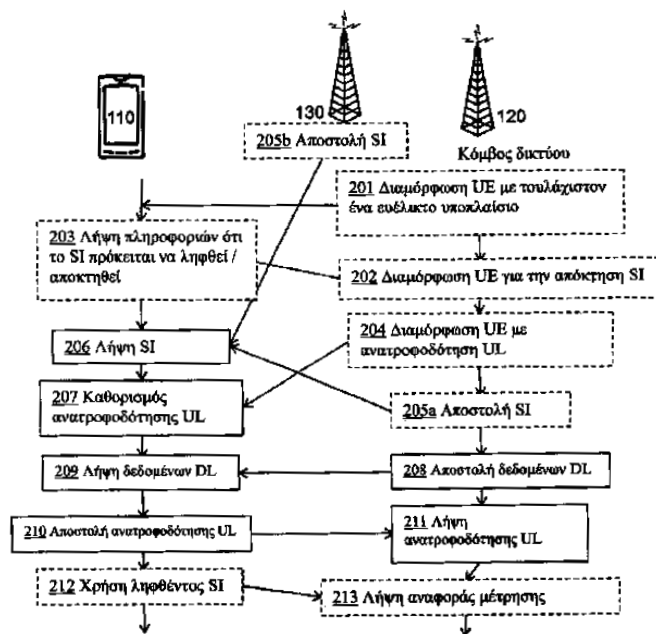 110
130
120
205b Αποστολή SI
Κόμβος δικτύου
201 Διαμόρφωση UE με τουλάχιστον
ένα ευέλικτο υποπλαίσιο
203 Λήψη πληροφοριών ότι
το SI πρόκειται να ληφθεί /
αποκτηθεί
202 Διαμόρφωση UE για την απόκτηση SI
204 Διαμόρφωση UE με
ανατροφοδότηση UL
206 Λήψη SI
207 Καθορισμός
ανατροφοδότησης UL
205a Αποστολή SI
209 Λήψη δεδομένων DL
208 Αποστολή δεδομένων DL
210 Αποστολή ανατροφοδότησης UL
211 Λήψη
ανατροφοδότησης UL
212 Χρήση ληφθέντος SI
213 Λήψη αναφοράς μέτρησης